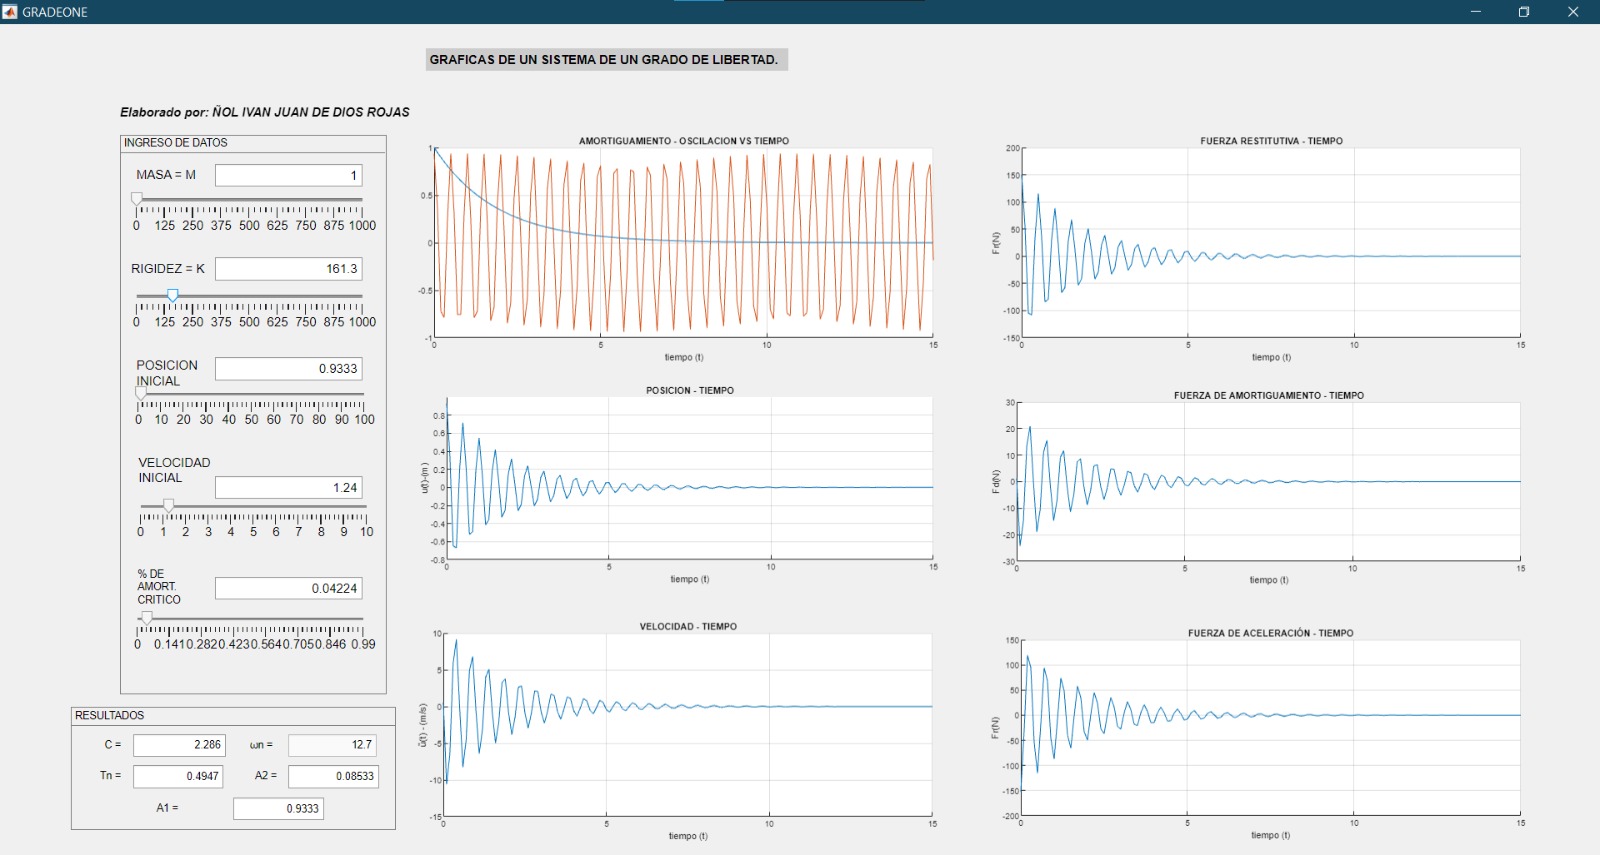 GRADEONE
GRAFICAS DE UN SISTEMA DE UN GRADO DE LIBERTAD.
Elaborado por: ÑOL IVAN JUAN DE DIOS ROJAS
INGRESO DE DATOS
MASA = M
1
0 125 250 375 500 625 750 875 1000
RIGIDEZ = K
161.3
0 125 250 375 500 625 750 875 1000
POSICION
INICIAL
0.9333
0 10 20 30 40 50 60 70 80 90 100
VELOCIDAD
INICIAL
1.24
0 1 2 3 4 5 6 7 8 9 10
% DE
AMORT.
CRITICO
0.04224
0 0.141 0.282 0.423 0.564 0.705 0.846 0.99
RESULTADOS
C = 2.286
ωn = 12.7
Tn = 0.4947
A2 = 0.08533
A1 = 0.9333
AMORTIGUAMIENTO - OSCILACION VS TIEMPO
1
0.5
0
-0.5
-1
0 5 10 15
tiempo (t)
POSICION - TIEMPO
u(t)-(m)
0.8
0.6
0.4
0.2
0
-0.2
-0.4
-0.6
-0.8
0 5 10 15
tiempo (t)
VELOCIDAD - TIEMPO
(t) - (m/s)
10
5
0
-5
-10
-15
0 5 10 15
tiempo (t)
FUERZA RESTITUTIVA - TIEMPO
Fr(N)
200
150
100
50
0
-50
-100
-150
0 5 10 15
tiempo (t)
FUERZA DE AMORTIGUAMIENTO - TIEMPO
Fd(N)
30
20
10
0
-10
-20
-30
0 5 10 15
tiempo (t)
FUERZA DE ACELERACIÓN - TIEMPO
Fr(N)
150
100
50
0
-50
-100
-150
-200
0 5 10 15
tiempo (t)